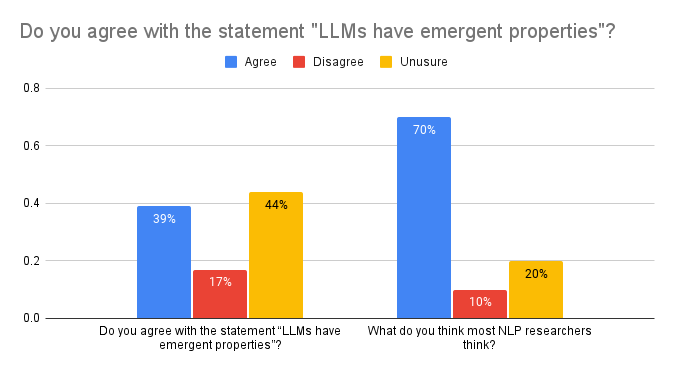 Do you agree with the statement "LLMs have emergent properties"?
Agree Disagree Unusure
0.8
0.6
0.4
0.2
0.0
39%
17%
44%
70%
10%
20%
Do you agree with the statement “LLMs have
emergent properties”?
What do you think most NLP researchers
think?